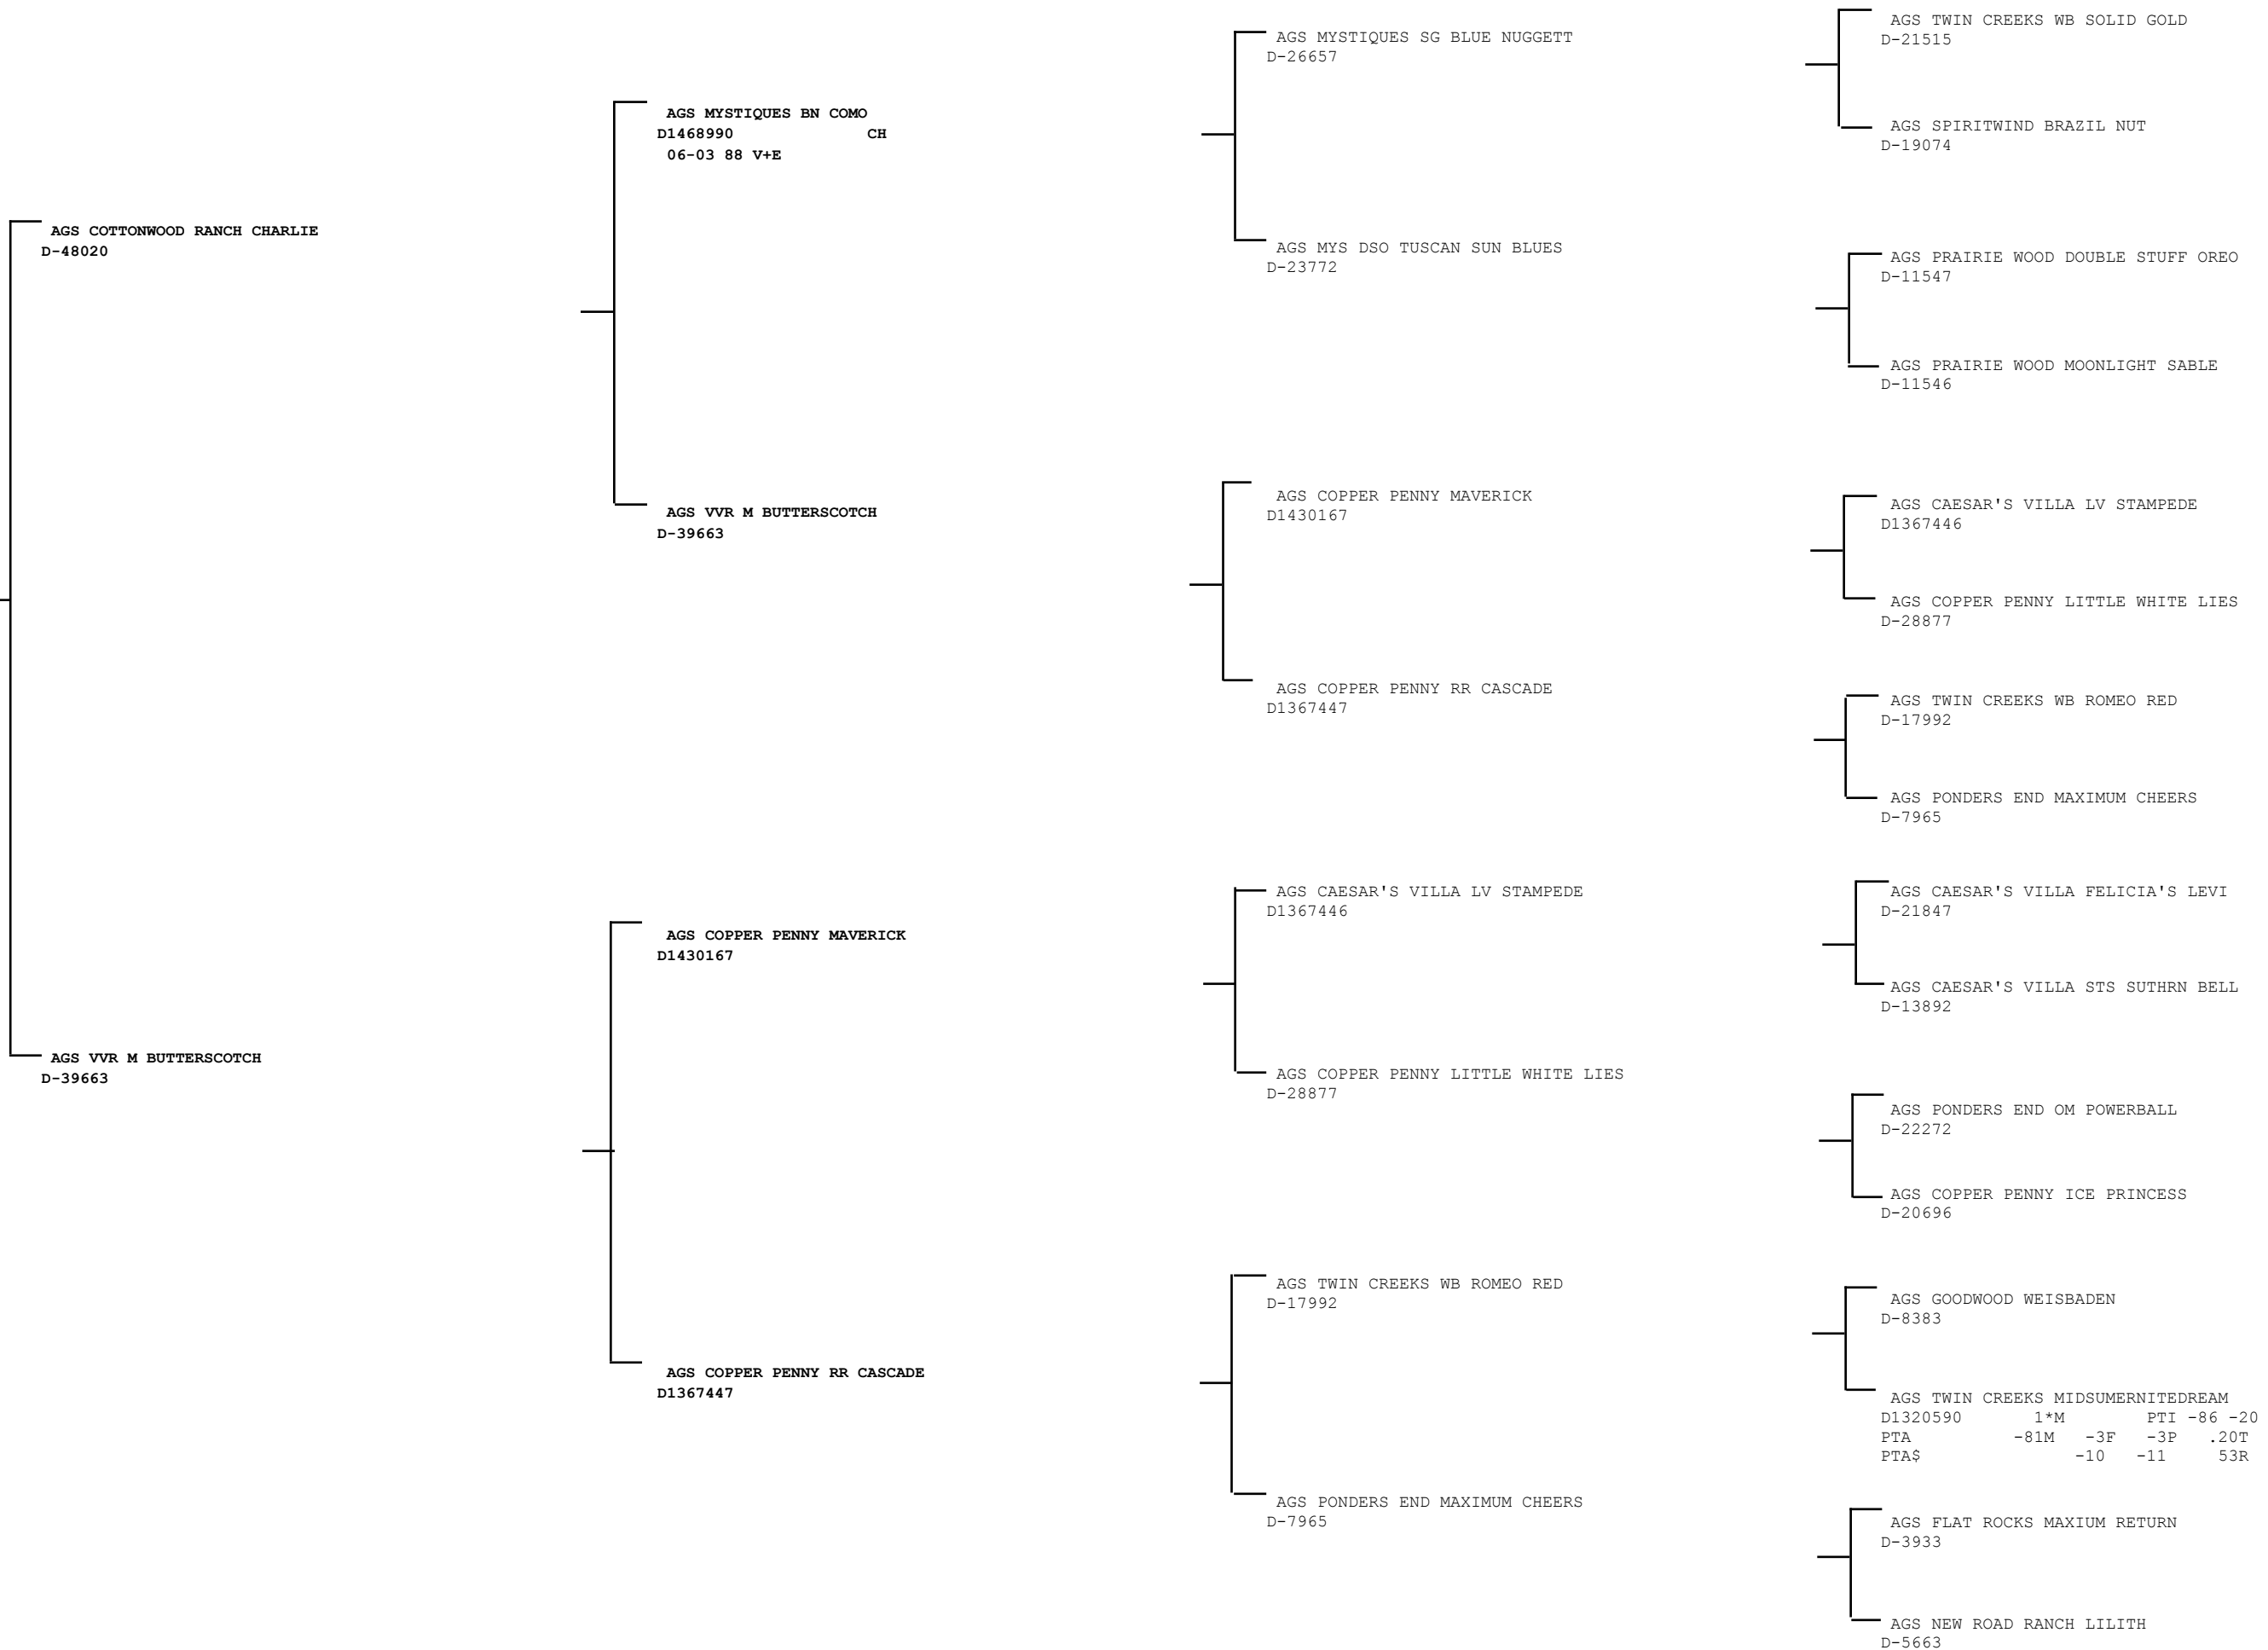 AGS COTTONWOOD RANCH CHARLIE
D-48020
AGS VVR M BUTTERSCOTCH
D-39663
AGS MYSTIQUES BN COMO
D1468990 CH
06-03 88 V+E
AGS VVR M BUTTERSCOTCH
D-39663
AGS COPPER PENNY MAVERICK
D1430167
AGS COPPER PENNY RR CASCADE
D1367447
AGS MYSTIQUES SG BLUE NUGGETT
D-26657
AGS MYS DSO TUSCAN SUN BLUES
D-23772
AGS COPPER PENNY MAVERICK
D1430167
AGS COPPER PENNY RR CASCADE
D1367447
AGS CAESAR'S VILLA LV STAMPEDE
D1367446
AGS COPPER PENNY LITTLE WHITE LIES
D-28877
AGS TWIN CREEKS WB ROMEO RED
D-17992
AGS PONDERS END MAXIMUM CHEERS
D-7965
AGS TWIN CREEKS WB SOLID GOLD
D-21515
AGS SPIRITWIND BRAZIL NUT
D-19074
AGS PRAIRIE WOOD DOUBLE STUFF OREO
D-11547
AGS PRAIRIE WOOD MOONLIGHT SABLE
D-11546
AGS CAESAR'S VILLA LV STAMPEDE
D1367446
AGS COPPER PENNY LITTLE WHITE LIES
D-28877
AGS TWIN CREEKS WB ROMEO RED
D-17992
AGS PONDERS END MAXIMUM CHEERS
D-7965
AGS CAESAR'S VILLA FELICIA'S LEVI
D-21847
AGS CAESAR'S VILLA STS SUTHRN BELL
D-13892
AGS PONDERS END OM POWERBALL
D-22272
AGS COPPER PENNY ICE PRINCESS
D-20696
AGS GOODWOOD WEISBADEN
D-8383
AGS TWIN CREEKS MIDSUMERNITEDREAM
D1320590 1*M PTI -86 -20
PTA -81M -3F -3P .20T
PTA$ -10 -11 53R
AGS FLAT ROCKS MAXIUM RETURN
D-3933
AGS NEW ROAD RANCH LILITH
D-5663